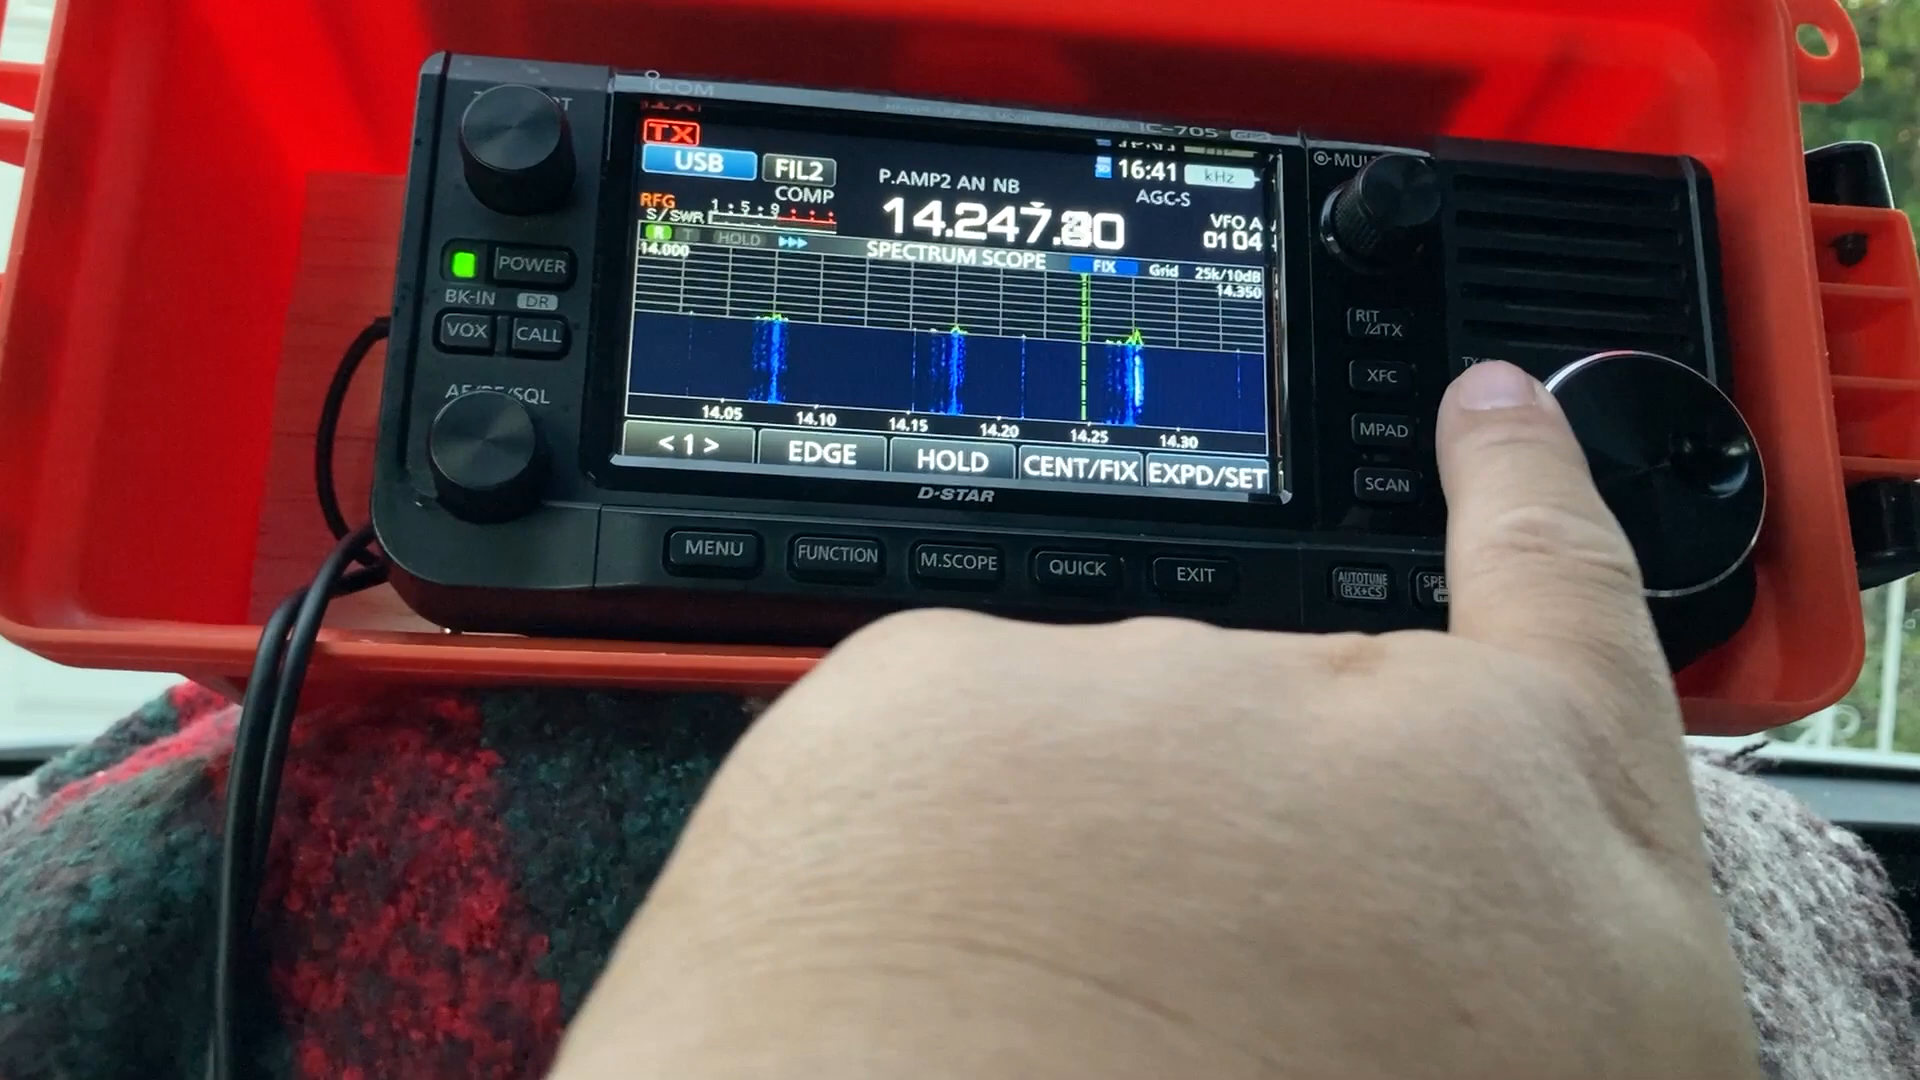 ICOM
IC-705 GPS
TX
USB FIL2
P.AMP2 AN NB
16:41 kHz
COMP
AGC-S
RFG
S/SWR 1:5:9
14.247.
VFO A
01 04
R T HOLD
SPECTRUM SCOPE
FIX Grid 25k/10dB
14.000
14.350
14.05 14.10 14.15 14.20 14.25 14.30
<1> EDGE HOLD CENT/FIX EXPD/SET
D-STAR
POWER
BK-IN DR
VOX CALL
AF/RF/SQL
MENU FUNCTION M.SCOPE QUICK EXIT
RIT
/⊿TX
XFC
MPAD
SCAN
AUTOTUNE
RX+CS